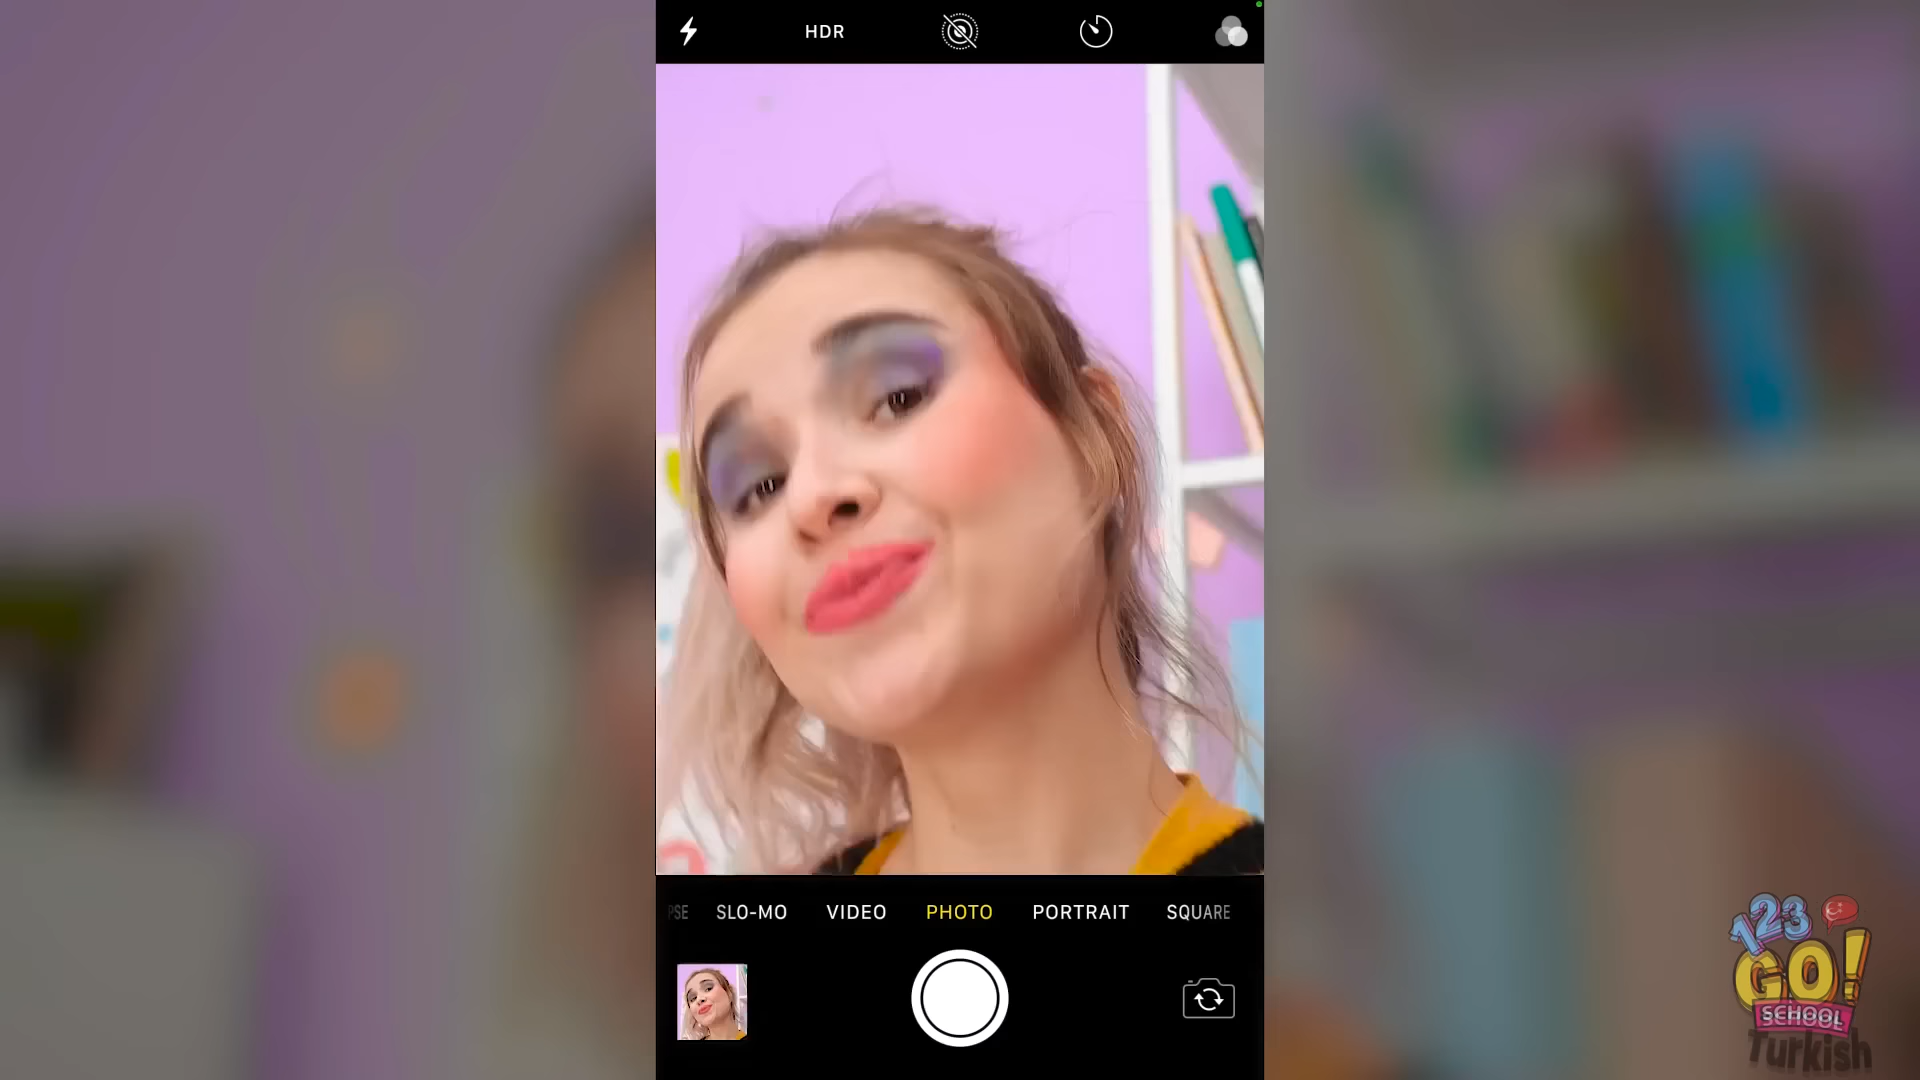 HDR
PSE SLO-MO VIDEO PHOTO PORTRAIT SQUARE
123
GO!
SCHOOL
Turkish